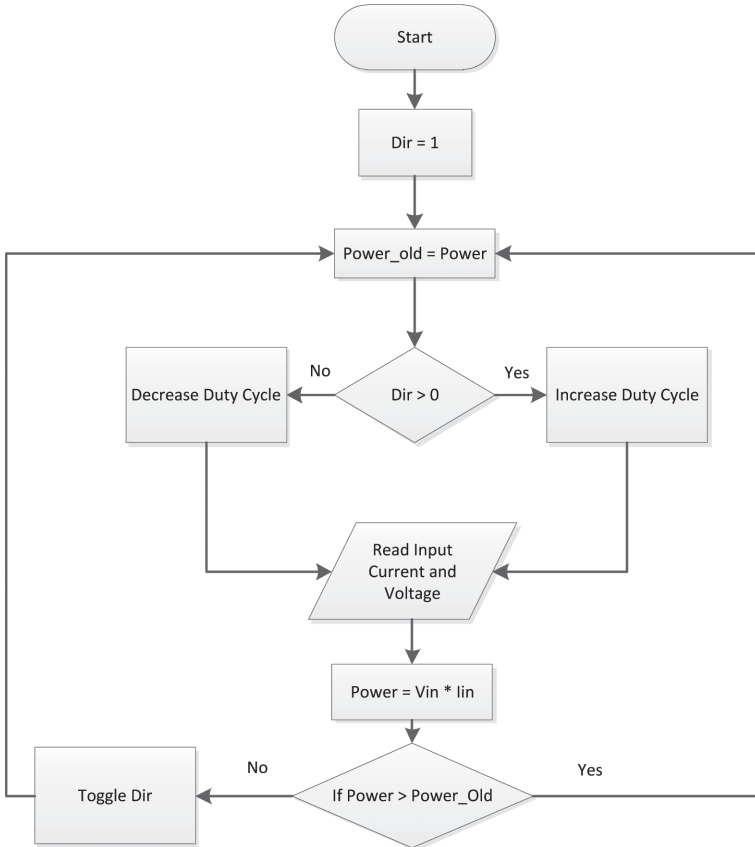 Start
Dir = 1
Power_old = Power
No
Yes
Decrease Duty Cycle
Dir > 0
Increase Duty Cycle
Read Input
Current and
Voltage
Power = Vin * Iin
No
Yes
Toggle Dir
If Power > Power_Old